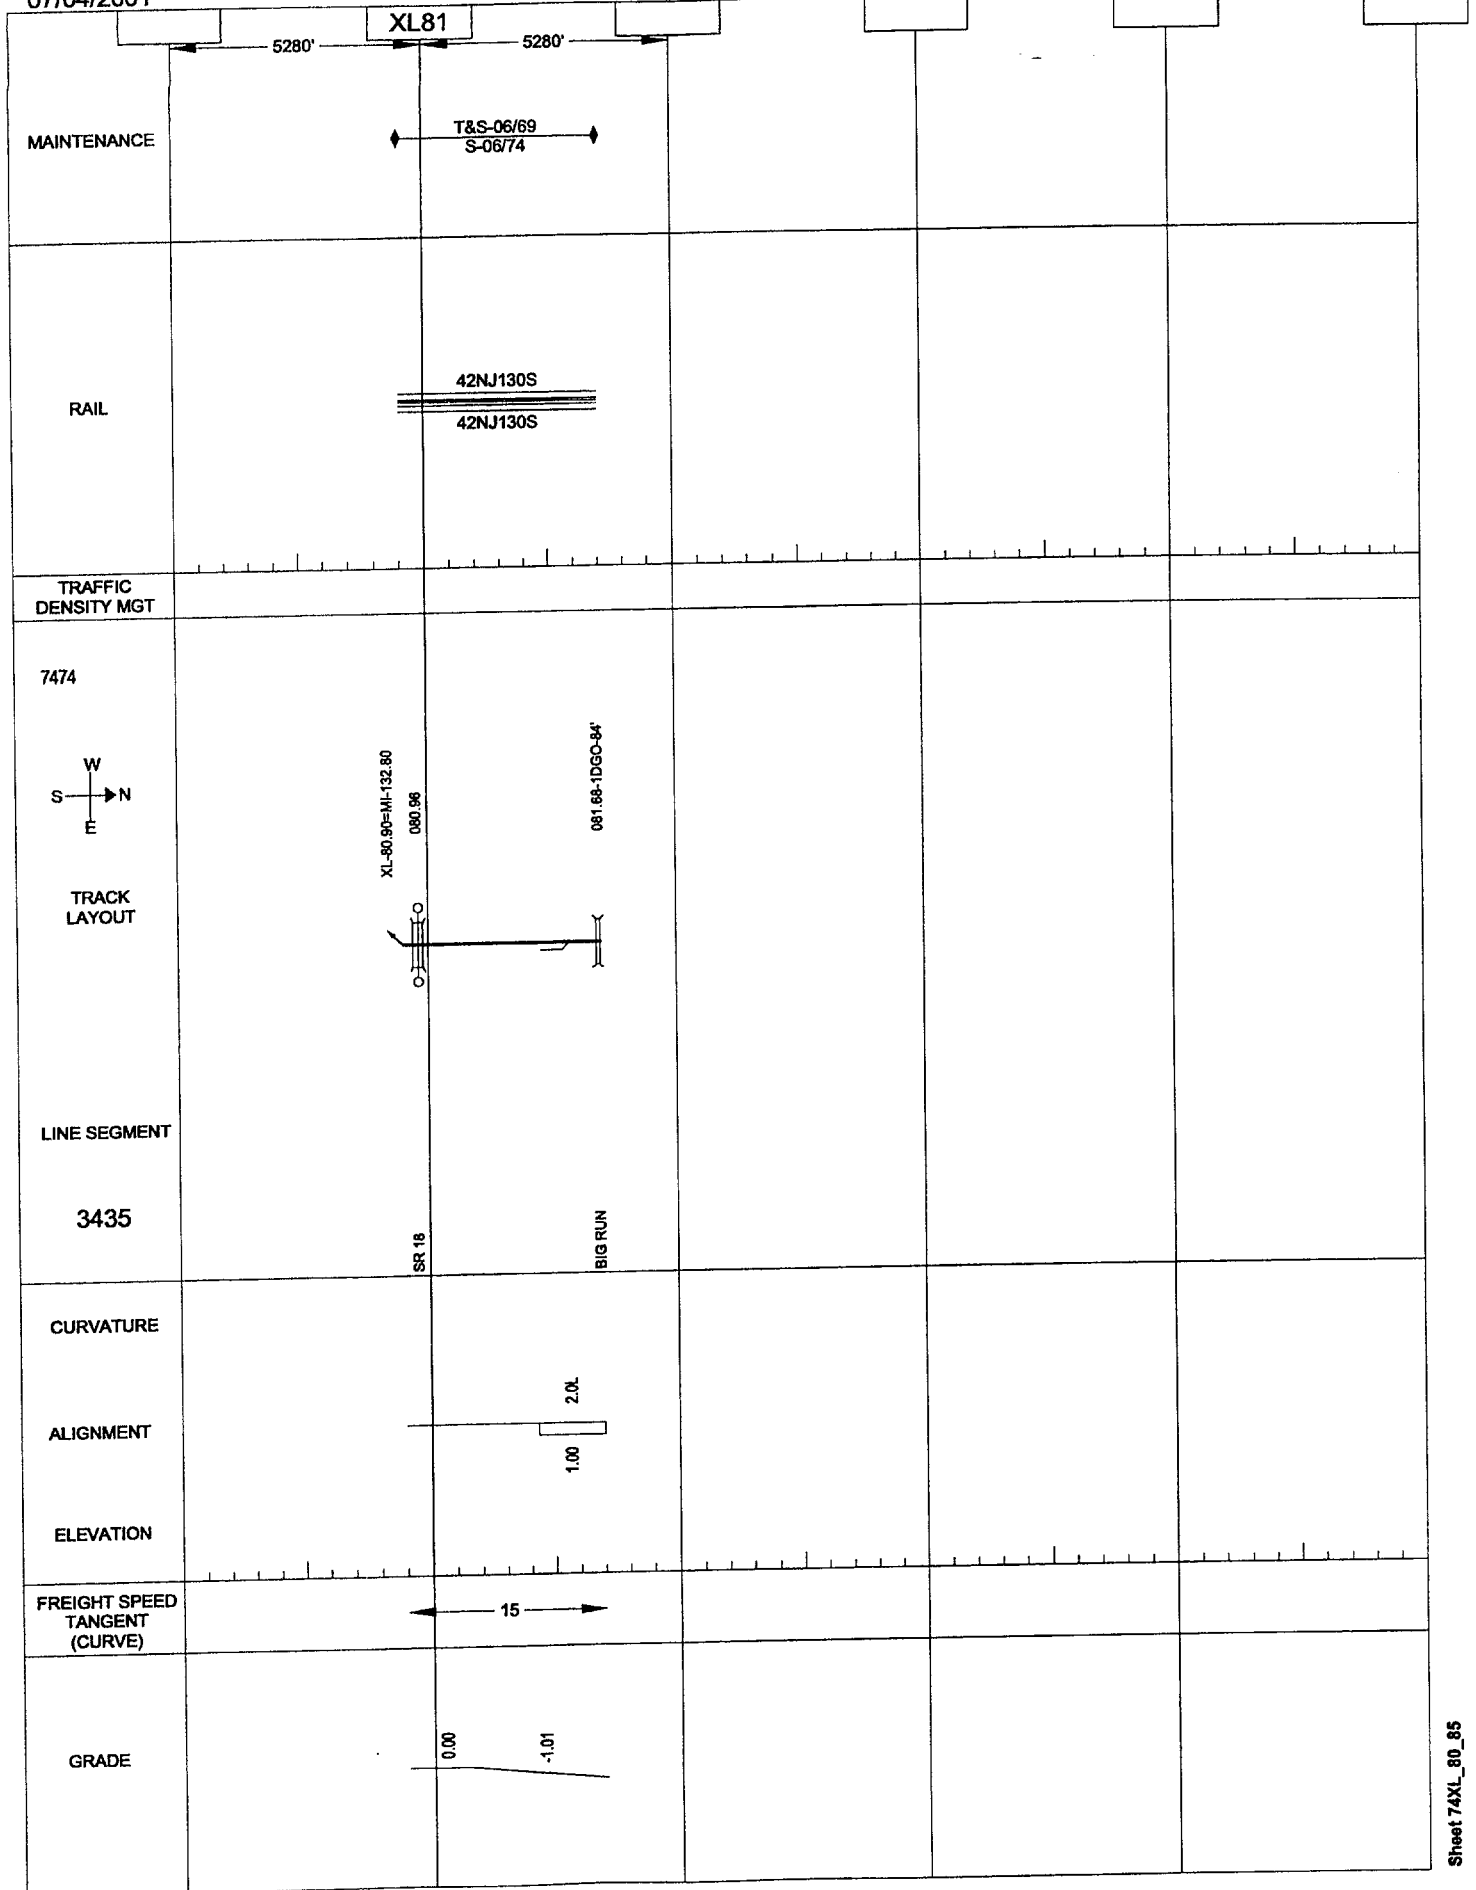 XL81
5280'
5280'
MAINTENANCE
T&S-06/69
S-06/74
RAIL
42NJ130S
42NJ130S
TRAFFIC
DENSITY MGT
7474
W
S
N
E
XL-80.90=MI-132.80
080.96
081.68-1DGO-84'
TRACK
LAYOUT
LINE SEGMENT
3435
SR 18
BIG RUN
CURVATURE
2.0L
ALIGNMENT
1.00
ELEVATION
FREIGHT SPEED
TANGENT
(CURVE)
15
GRADE
0.00
-1.01
Sheet 74XL_80_85